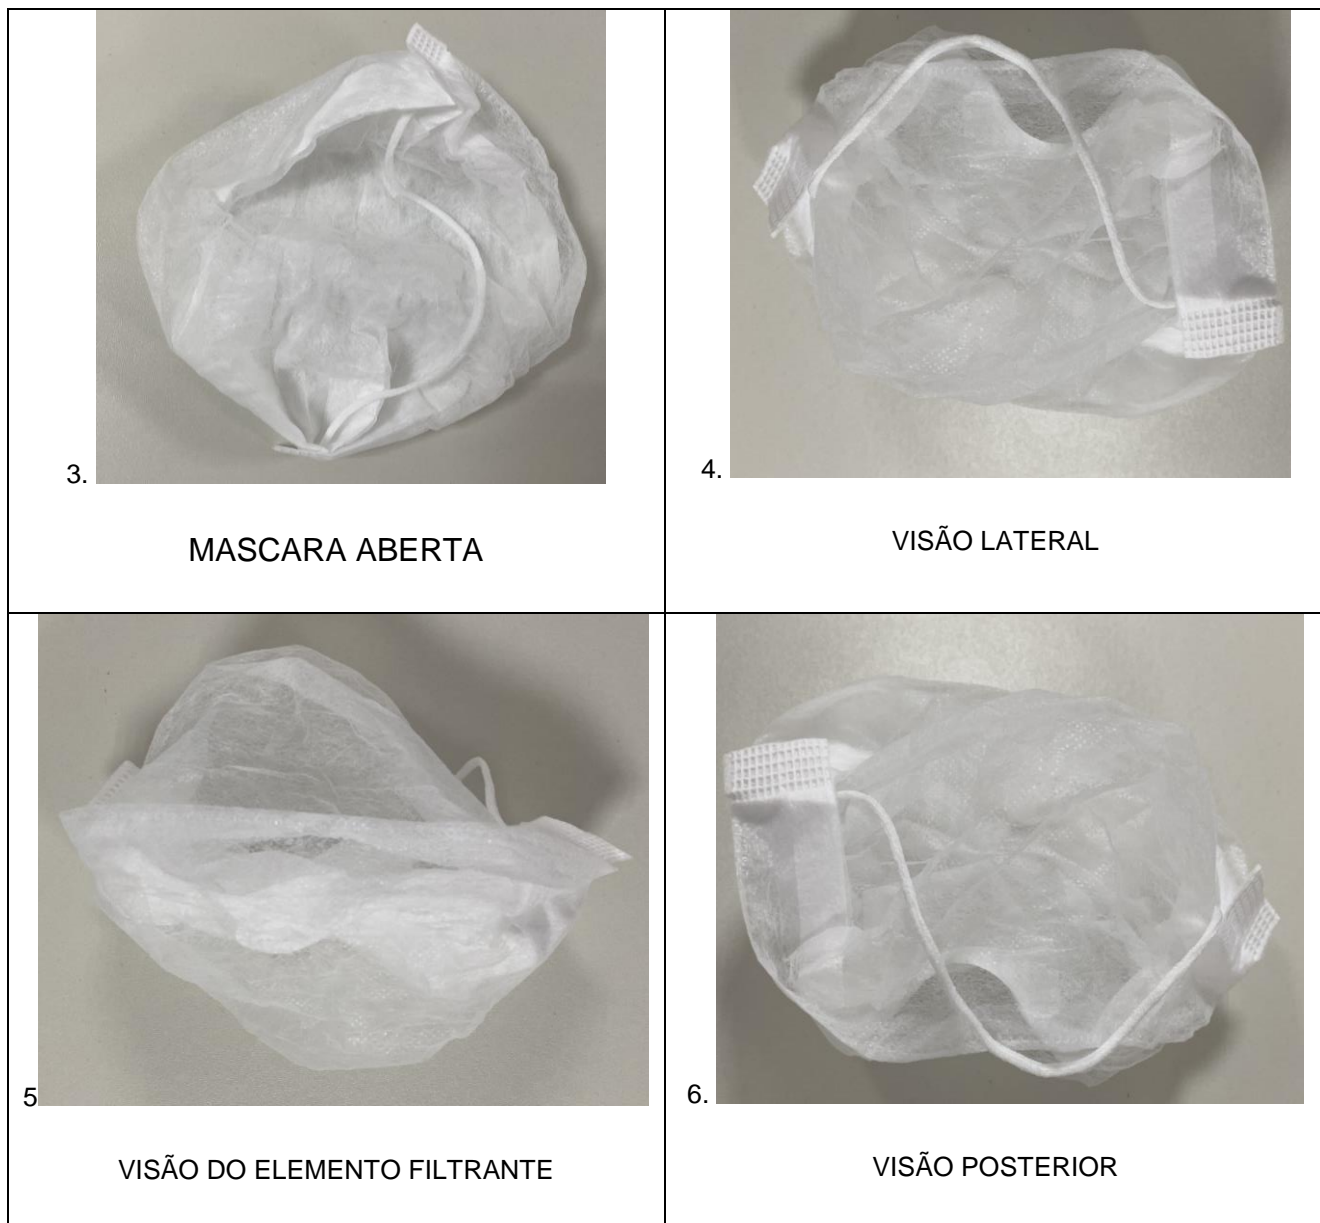 3.
MASCARA ABERTA
4.
VISÃO LATERAL
5
VISÃO DO ELEMENTO FILTRANTE
6.
VISÃO POSTERIOR